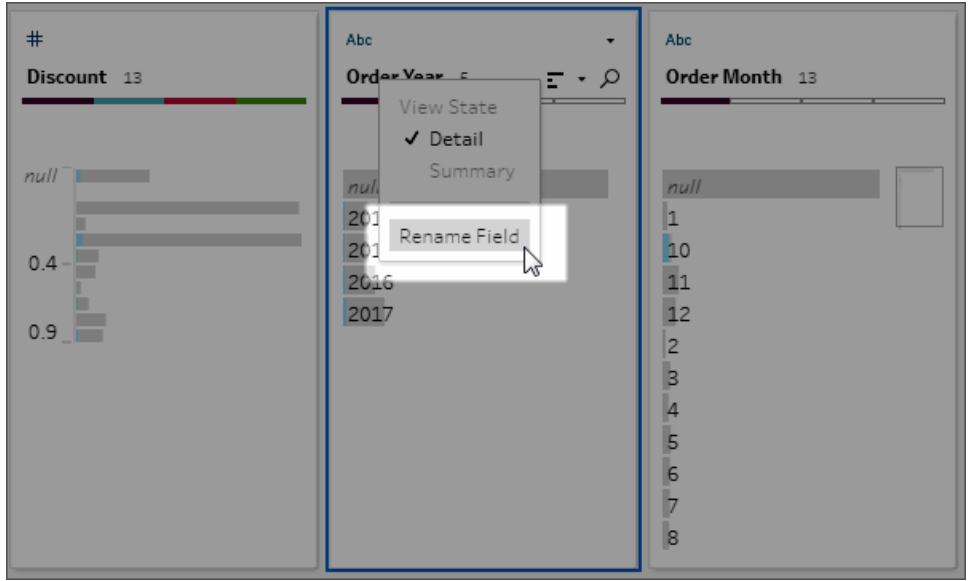 #
Discount 13
null
0.4
0.9
Abc
Order Year 5
View State
✓ Detail
Summary
Rename Field
2016
2017
Abc
Order Month 13
null
1
10
11
12
2
3
4
5
6
7
8